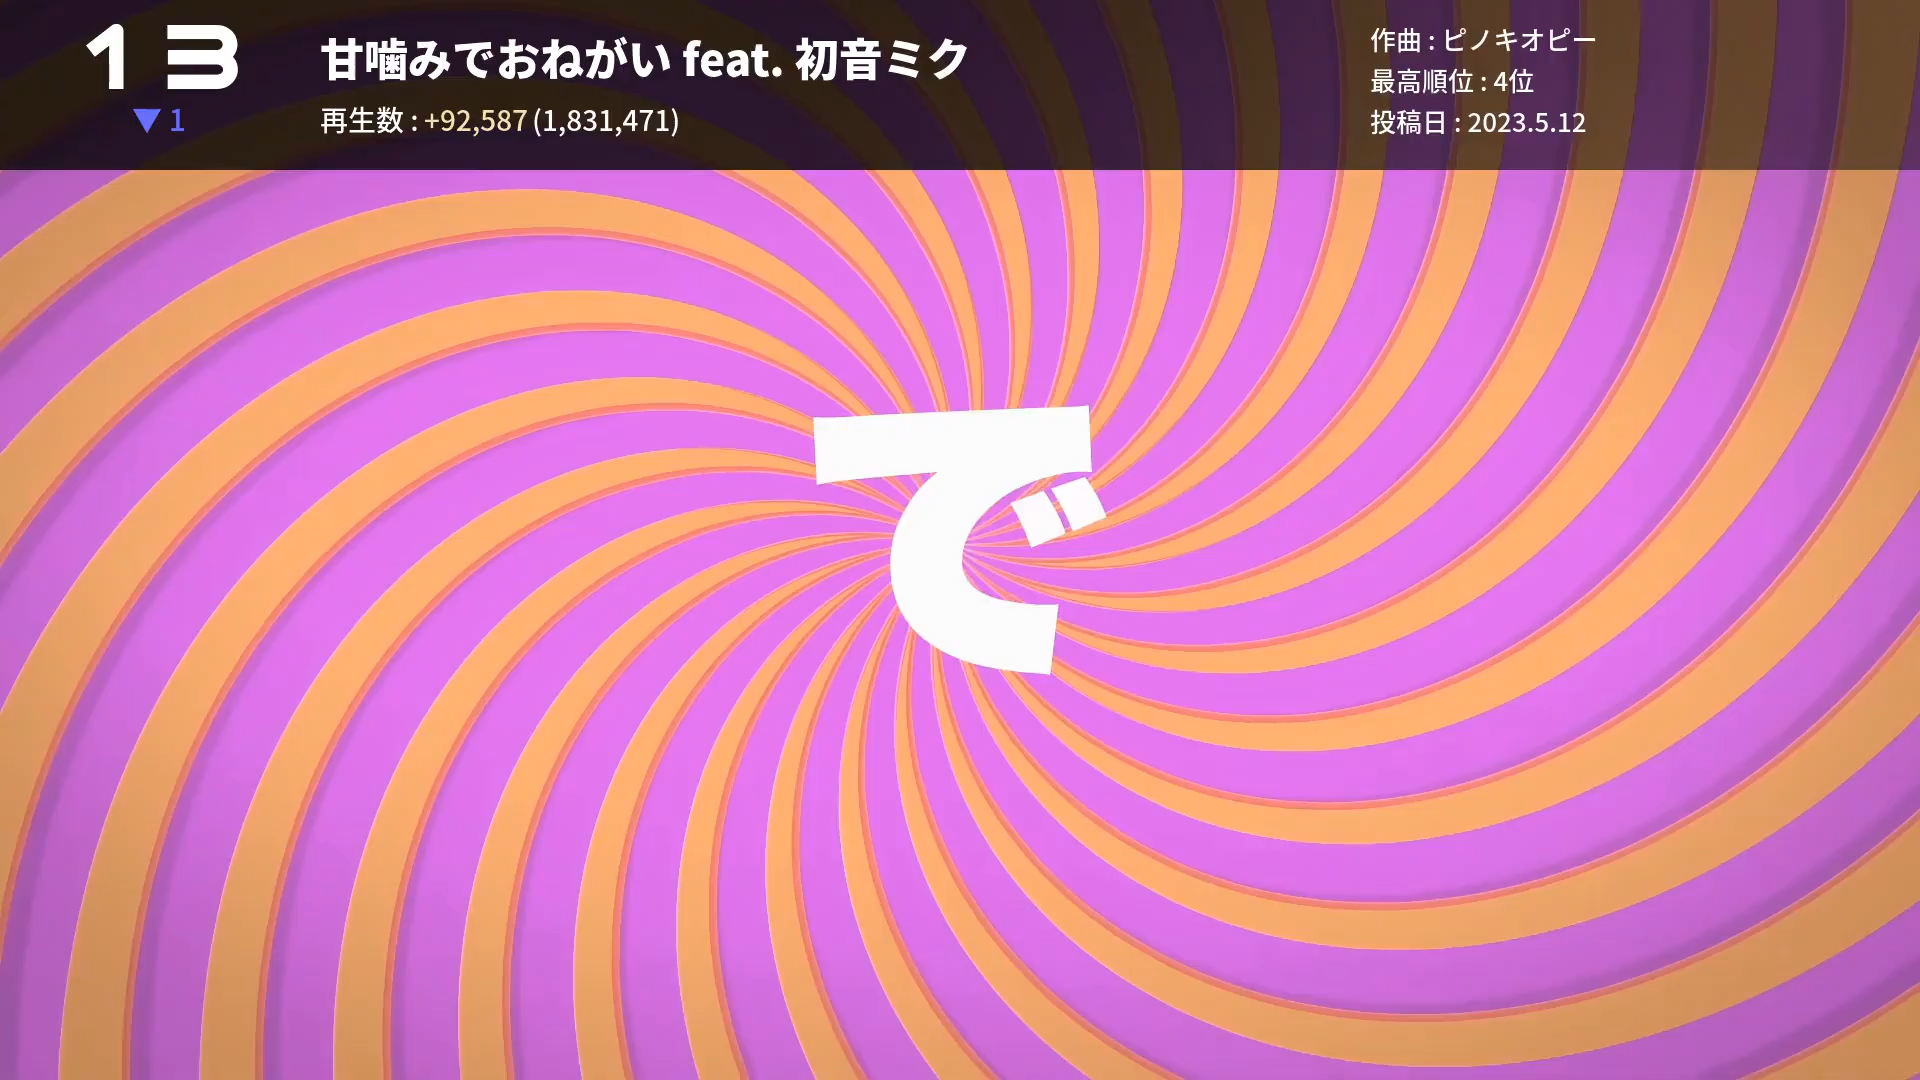 13
▼ 1
甘噛みでおねがい feat. 初音ミク
再生数 : +92,587 (1,831,471)
作曲 : ピノキオピー
最高順位 : 4位
投稿日 : 2023.5.12
で